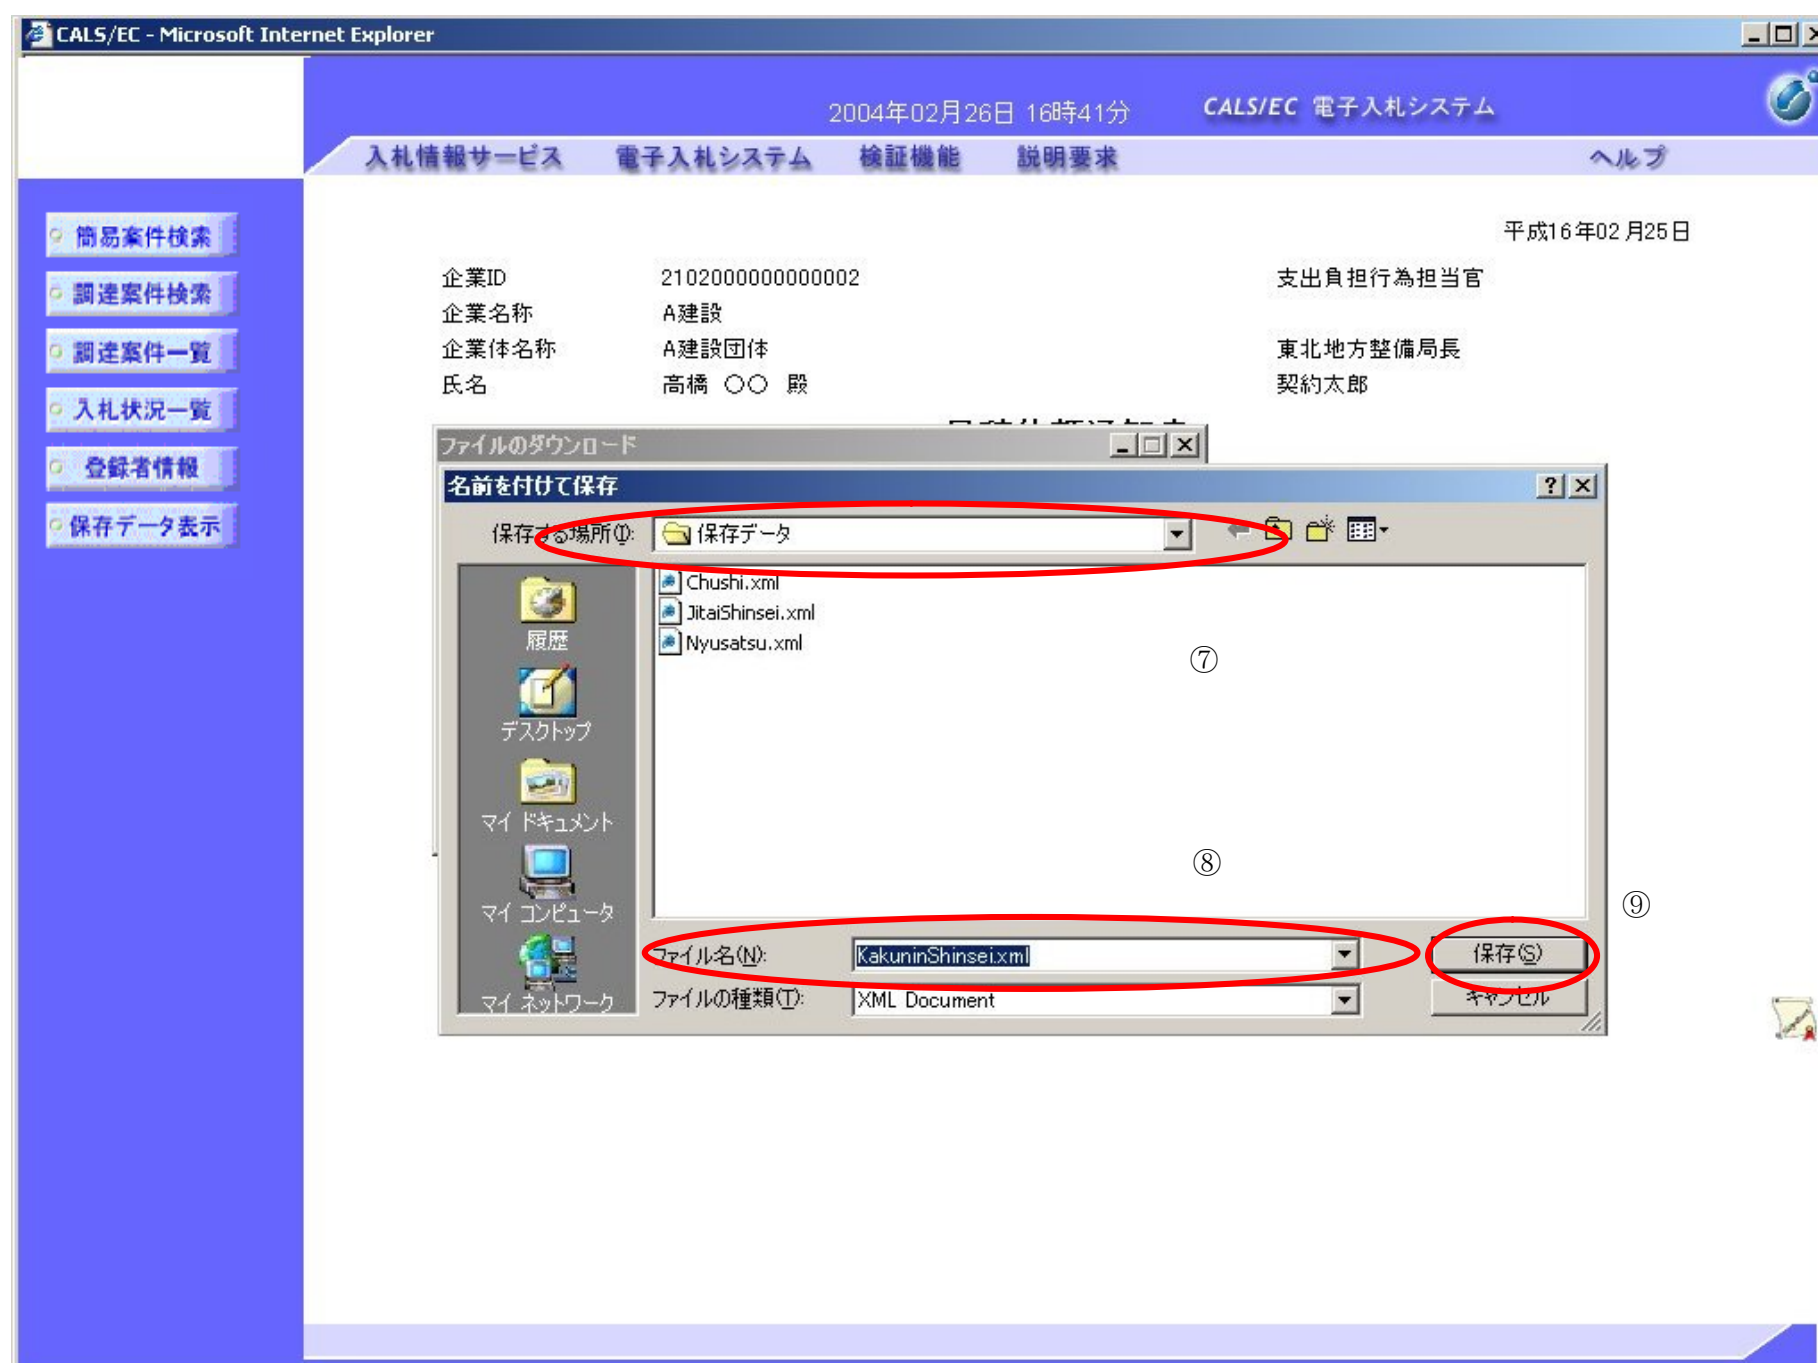 CALS/EC - Microsoft Internet Explorer
2004年02月26日 16時41分
CALS/EC 電子入札システム
入札情報サービス 電子入札システム 検証機能 説明要求 ヘルプ
簡易案件検索
調達案件検索
調達案件一覧
入札状況一覧
登録者情報
保存データ表示
平成16年02月25日
企業ID 2102000000000002 支出負担行為担当官
企業名称 A建設
企業体名称 A建設団体 東北地方整備局長
氏名 高橋 〇〇 殿 契約太郎
ファイルのダウンロード
名前を付けて保存
保存する場所(I): 保存データ
Chushi.xml
JitaiShinsei.xml
Nyusatsu.xml
履歴
デスクトップ
マイ ドキュメント
マイ コンピュータ
マイ ネットワーク
⑦
⑧
⑨
ファイル名(N): KakuninShinsei.xml 保存(S)
ファイルの種類(T): XML Document キャンセル